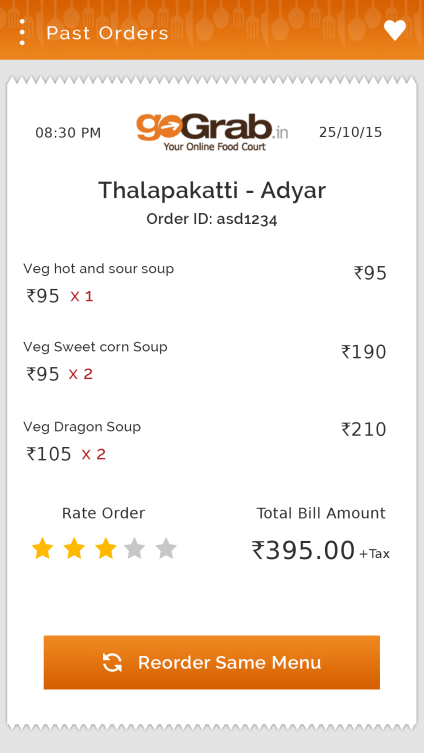 Past Orders
08:30 PM
goGrab.in
25/10/15
Your Online Food Court
Thalapakatti - Adyar
Order ID: asd1234
Veg hot and sour soup
₹95
₹95 x 1
Veg Sweet corn Soup
₹190
₹95 x 2
Veg Dragon Soup
₹210
₹105 x 2
Rate Order
Total Bill Amount
₹395.00 +Tax
Reorder Same Menu